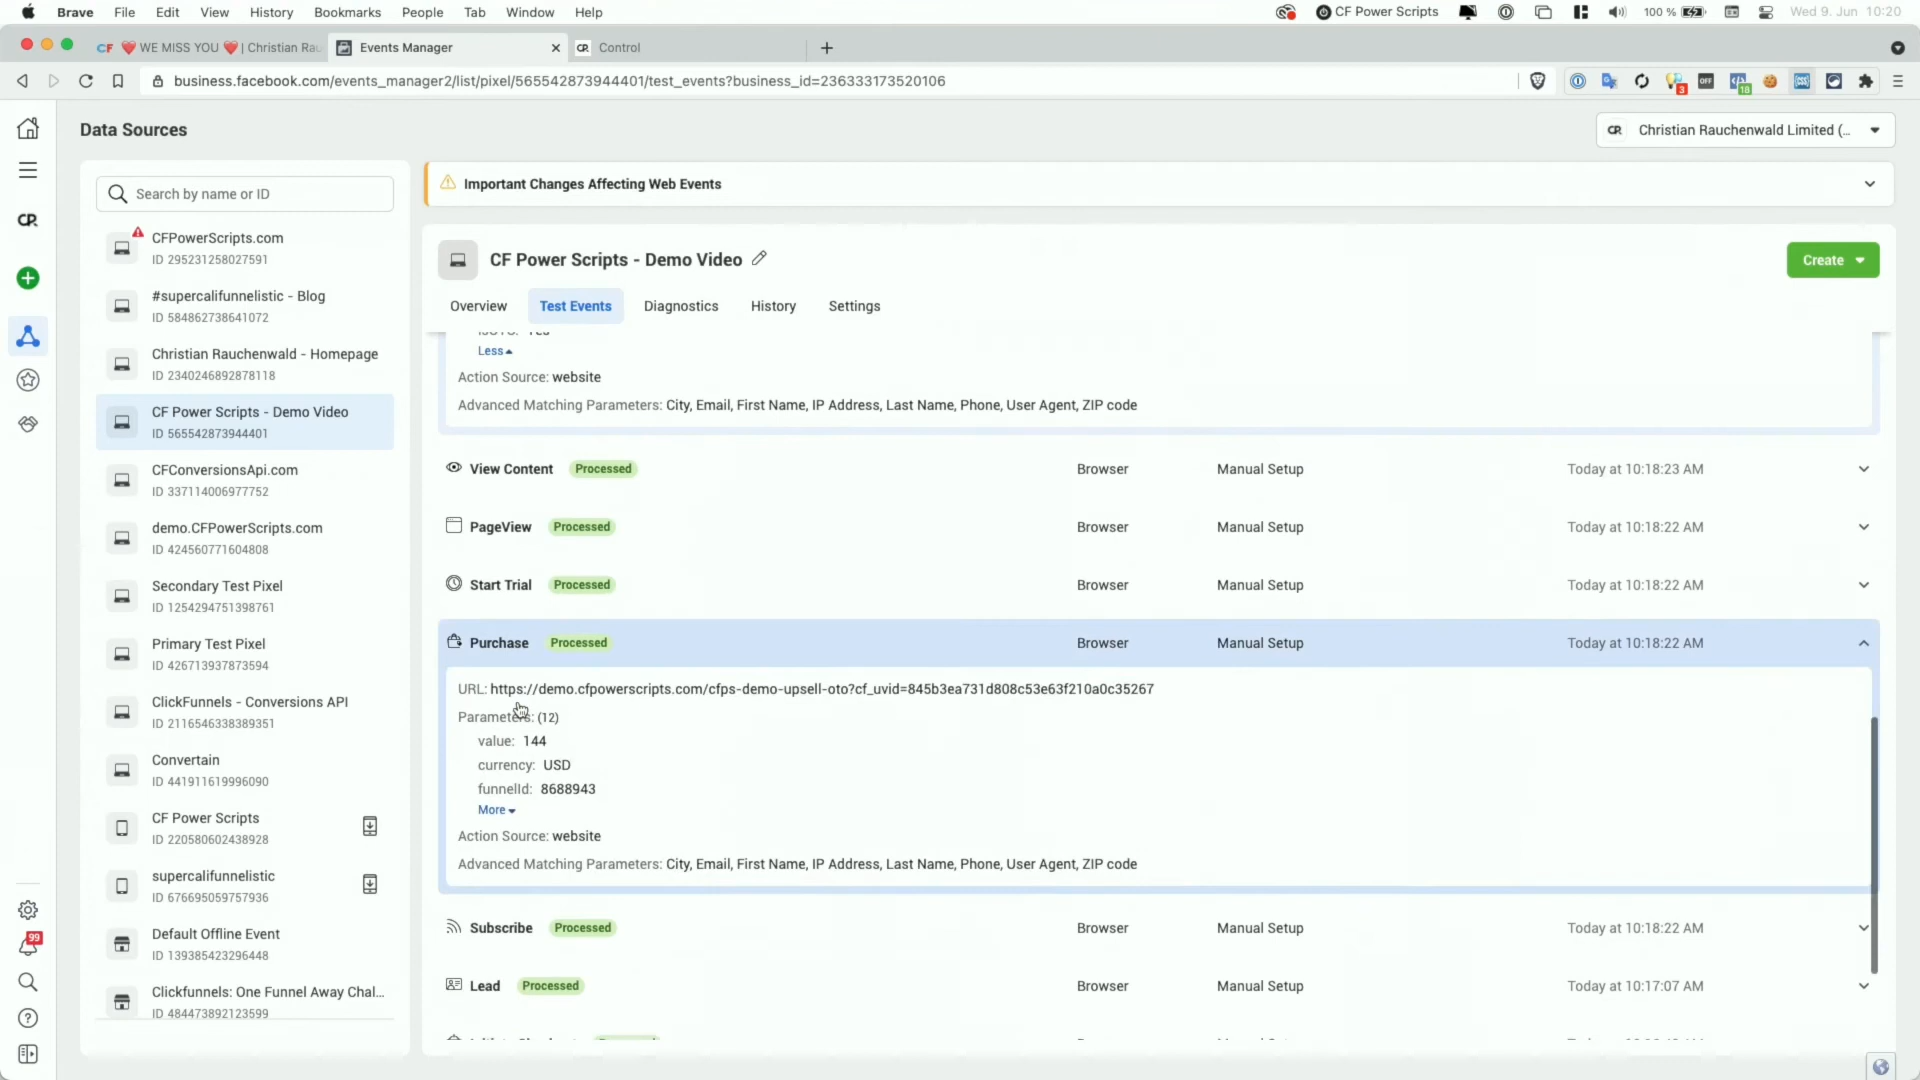 Brave File Edit View History Bookmarks People Tab Window Help
CF Power Scripts 100 % Wed 9. Jun 10:20
CF ❤️ WE MISS YOU ❤️ | Christian Rau
Events Manager
CR Control
business.facebook.com/events_manager2/list/pixel/565542873944401/test_events?business_id=236333173520106
3
OFF
18
Data Sources
CR Christian Rauchenwald Limited (...
CR
99
Search by name or ID
CFPowerScripts.com
ID 295231258027591
#supercalifunnelistic - Blog
ID 584862738641072
Christian Rauchenwald - Homepage
ID 2340246892878118
CF Power Scripts - Demo Video
ID 565542873944401
CFConversionsApi.com
ID 337114006977752
demo.CFPowerScripts.com
ID 424560771604808
Secondary Test Pixel
ID 1254294751398761
Primary Test Pixel
ID 426713937873594
ClickFunnels - Conversions API
ID 2116546338389351
Convertain
ID 441911619996090
CF Power Scripts
ID 220580602438928
supercalifunnelistic
ID 676695059757936
Default Offline Event
ID 139385423296448
Clickfunnels: One Funnel Away Chal...
ID 484473892123599
Important Changes Affecting Web Events
CF Power Scripts - Demo Video
Create
Overview Test Events Diagnostics History Settings
Less
Action Source: website
Advanced Matching Parameters: City, Email, First Name, IP Address, Last Name, Phone, User Agent, ZIP code
View Content Processed Browser Manual Setup Today at 10:18:23 AM
PageView Processed Browser Manual Setup Today at 10:18:22 AM
Start Trial Processed Browser Manual Setup Today at 10:18:22 AM
Purchase Processed Browser Manual Setup Today at 10:18:22 AM
URL: https://demo.cfpowerscripts.com/cfps-demo-upsell-oto?cf_uvid=845b3ea731d808c53e63f210a0c35267
Parameters: (12)
value: 144
currency: USD
funnelId: 8688943
More
Action Source: website
Advanced Matching Parameters: City, Email, First Name, IP Address, Last Name, Phone, User Agent, ZIP code
Subscribe Processed Browser Manual Setup Today at 10:18:22 AM
Lead Processed Browser Manual Setup Today at 10:17:07 AM